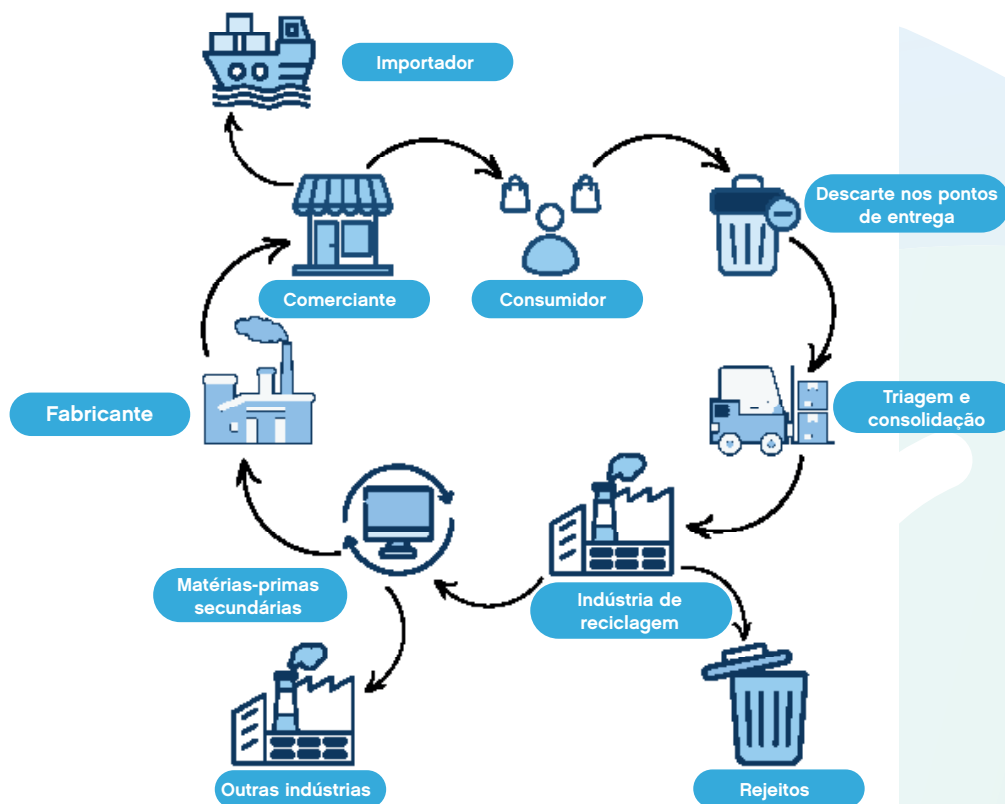 Importador
Descarte nos pontos
de entrega
Comerciante
Consumidor
Fabricante
Triagem e
consolidação
Matérias-primas
secundárias
Indústria de
reciclagem
Outras indústrias
Rejeitos